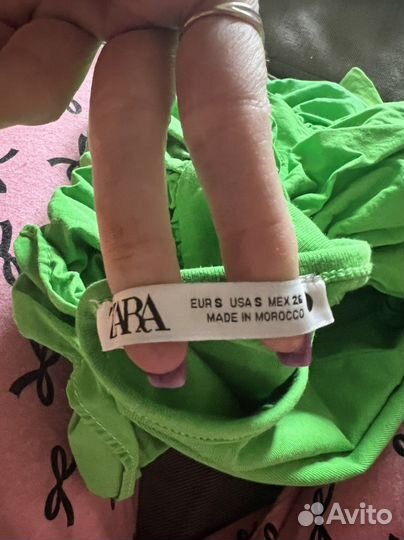 ZARA
EUR S USA S MEX 26
MADE IN MOROCCO
Avito